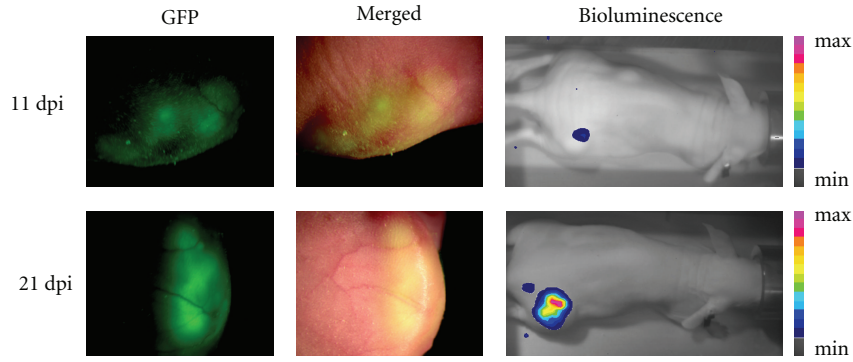 GFP
Merged
Bioluminescence
11 dpi
max
min
21 dpi
max
min